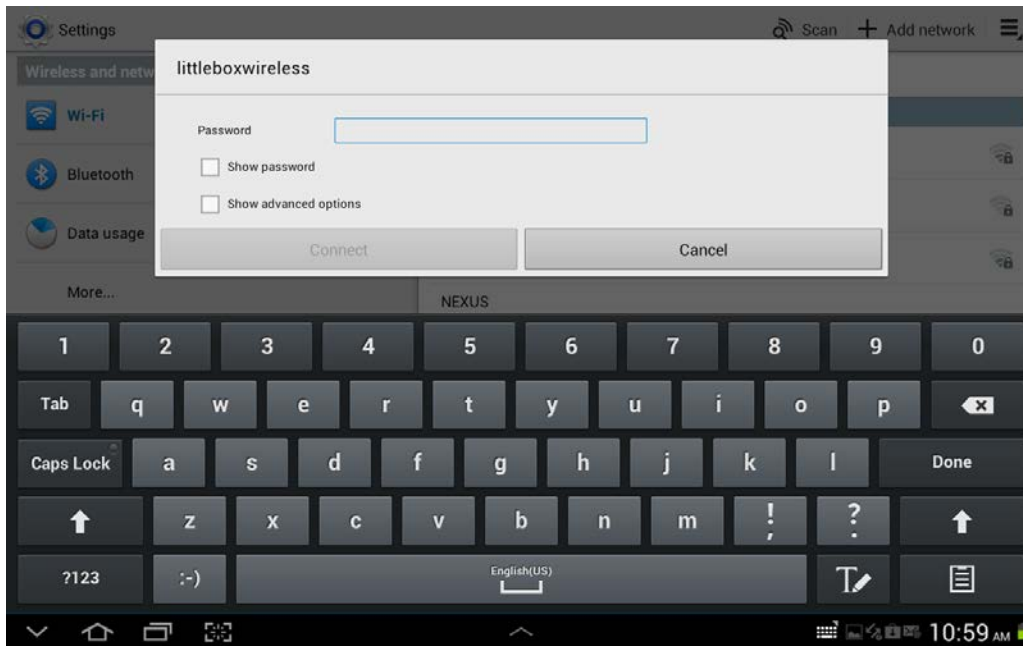 Settings
Scan
Add network
Wireless and netw
littleboxwireless
Wi-Fi
Password
Show password
Bluetooth
Show advanced options
Data usage
Connect Cancel
More...
NEXUS
1 2 3 4 5 6 7 8 9 0
Tab q w e r t y u i o p
Caps Lock a s d f g h j k l Done
z x c v b n m ! , ? .
?123 :-) English(US) T
10:59 AM